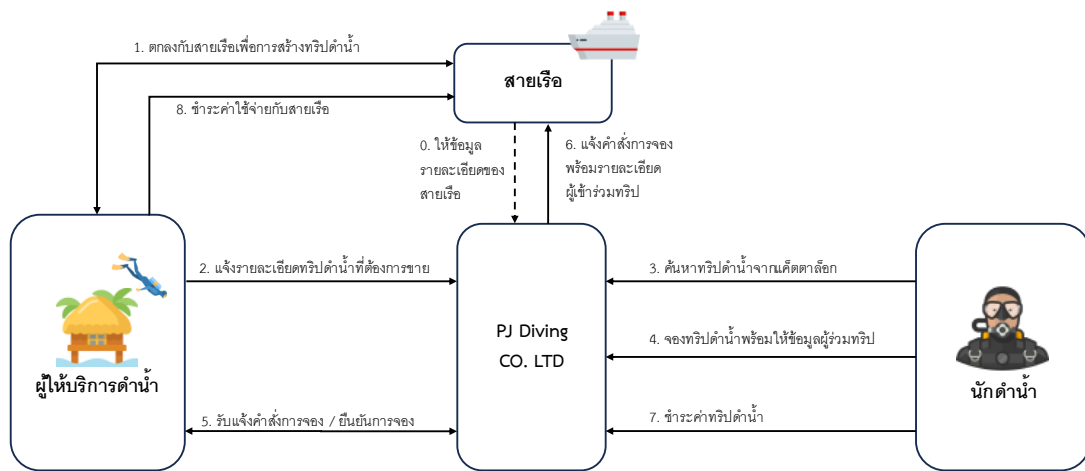 1. ตกลงกับสายเรือเพื่อการสร้างทริปดำน้ำ
สายเรือ
8. ชำระค่าใช้จ่ายกับสายเรือ
0. ให้ข้อมูล
รายละเอียดของ
สายเรือ
6. แจ้งคำสั่งการจอง
พร้อมรายละเอียด
ผู้เข้าร่วมทริป
2. แจ้งรายละเอียดทริปดำน้ำที่ต้องการขาย
3. ค้นหาทริปดำน้ำจากแค็ตตาล็อก
PJ Diving
CO. LTD
4. จองทริปดำน้ำพร้อมให้ข้อมูลผู้ร่วมทริป
ผู้ให้บริการดำน้ำ
นักดำน้ำ
5. รับแจ้งคำสั่งการจอง / ยืนยันการจอง
7. ชำระค่าทริปดำน้ำ